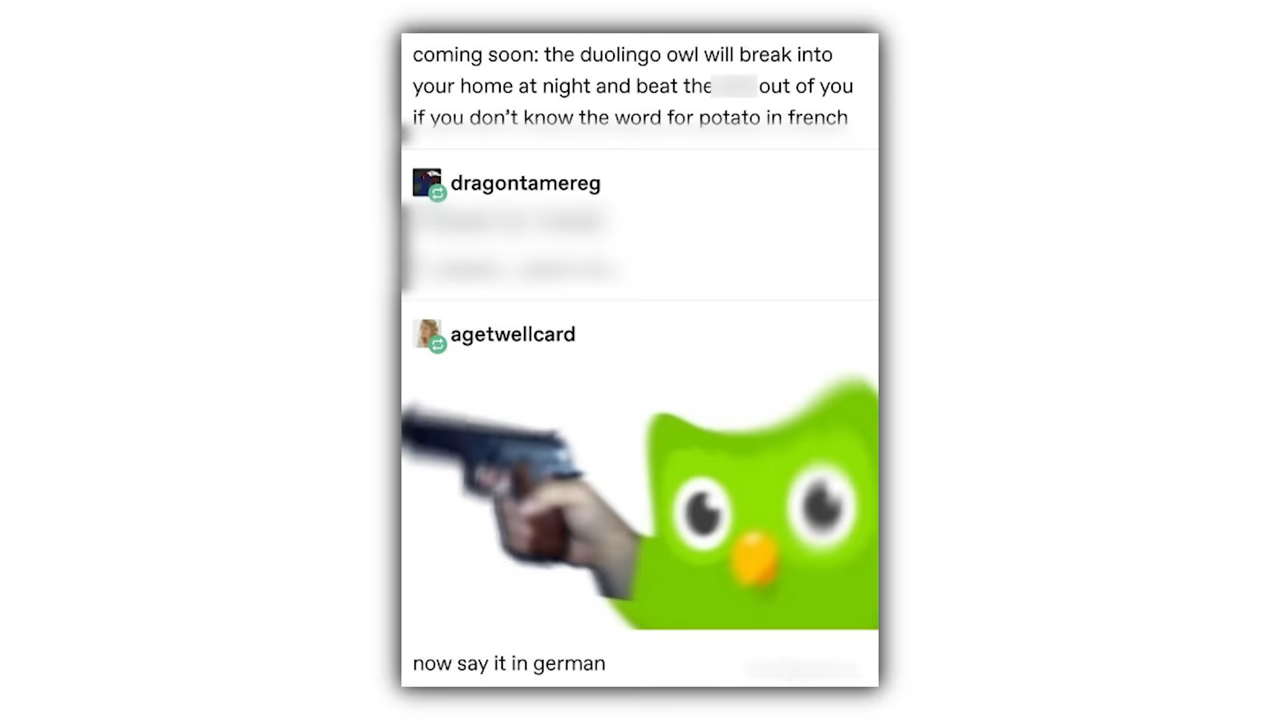 coming soon: the duolingo owl will break into
your home at night and beat the out of you
if you don’t know the word for potato in french
dragontamereg
agetwellcard
now say it in german